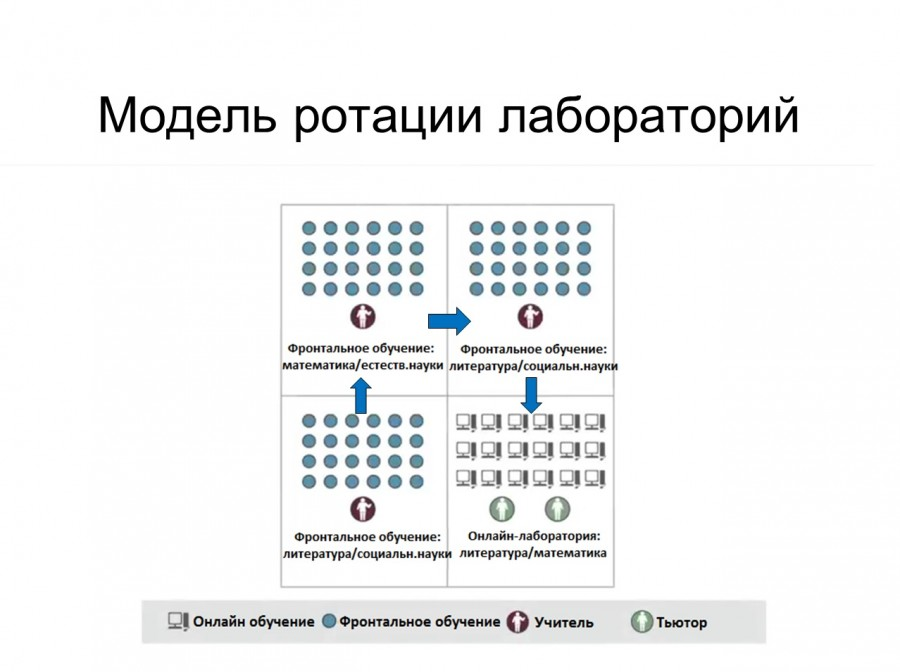 Модель ротации лабораторий
Фронтальное обучение:
математика/естеств.науки
Фронтальное обучение:
литература/социальн.науки
Фронтальное обучение:
литература/социальн.науки
Онлайн-лаборатория:
литература/математика
Онлайн обучение Фронтальное обучение Учитель Тьютор